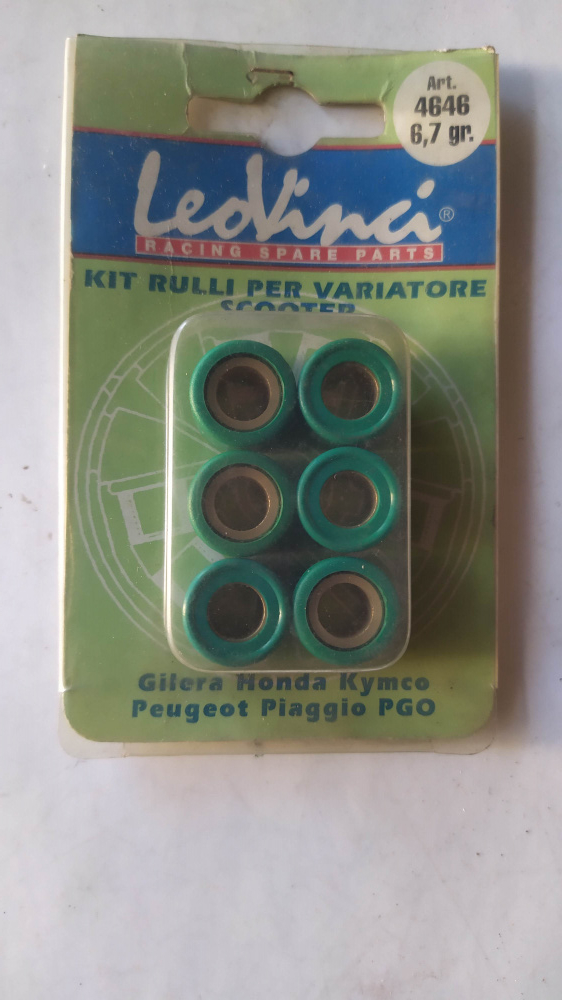 Art.
4646
6,7 gr.
LeoVinci®
RACING SPARE PARTS
KIT RULLI PER VARIATORE
SCOOTER
Gilera Honda Kymco
Peugeot Piaggio PGO